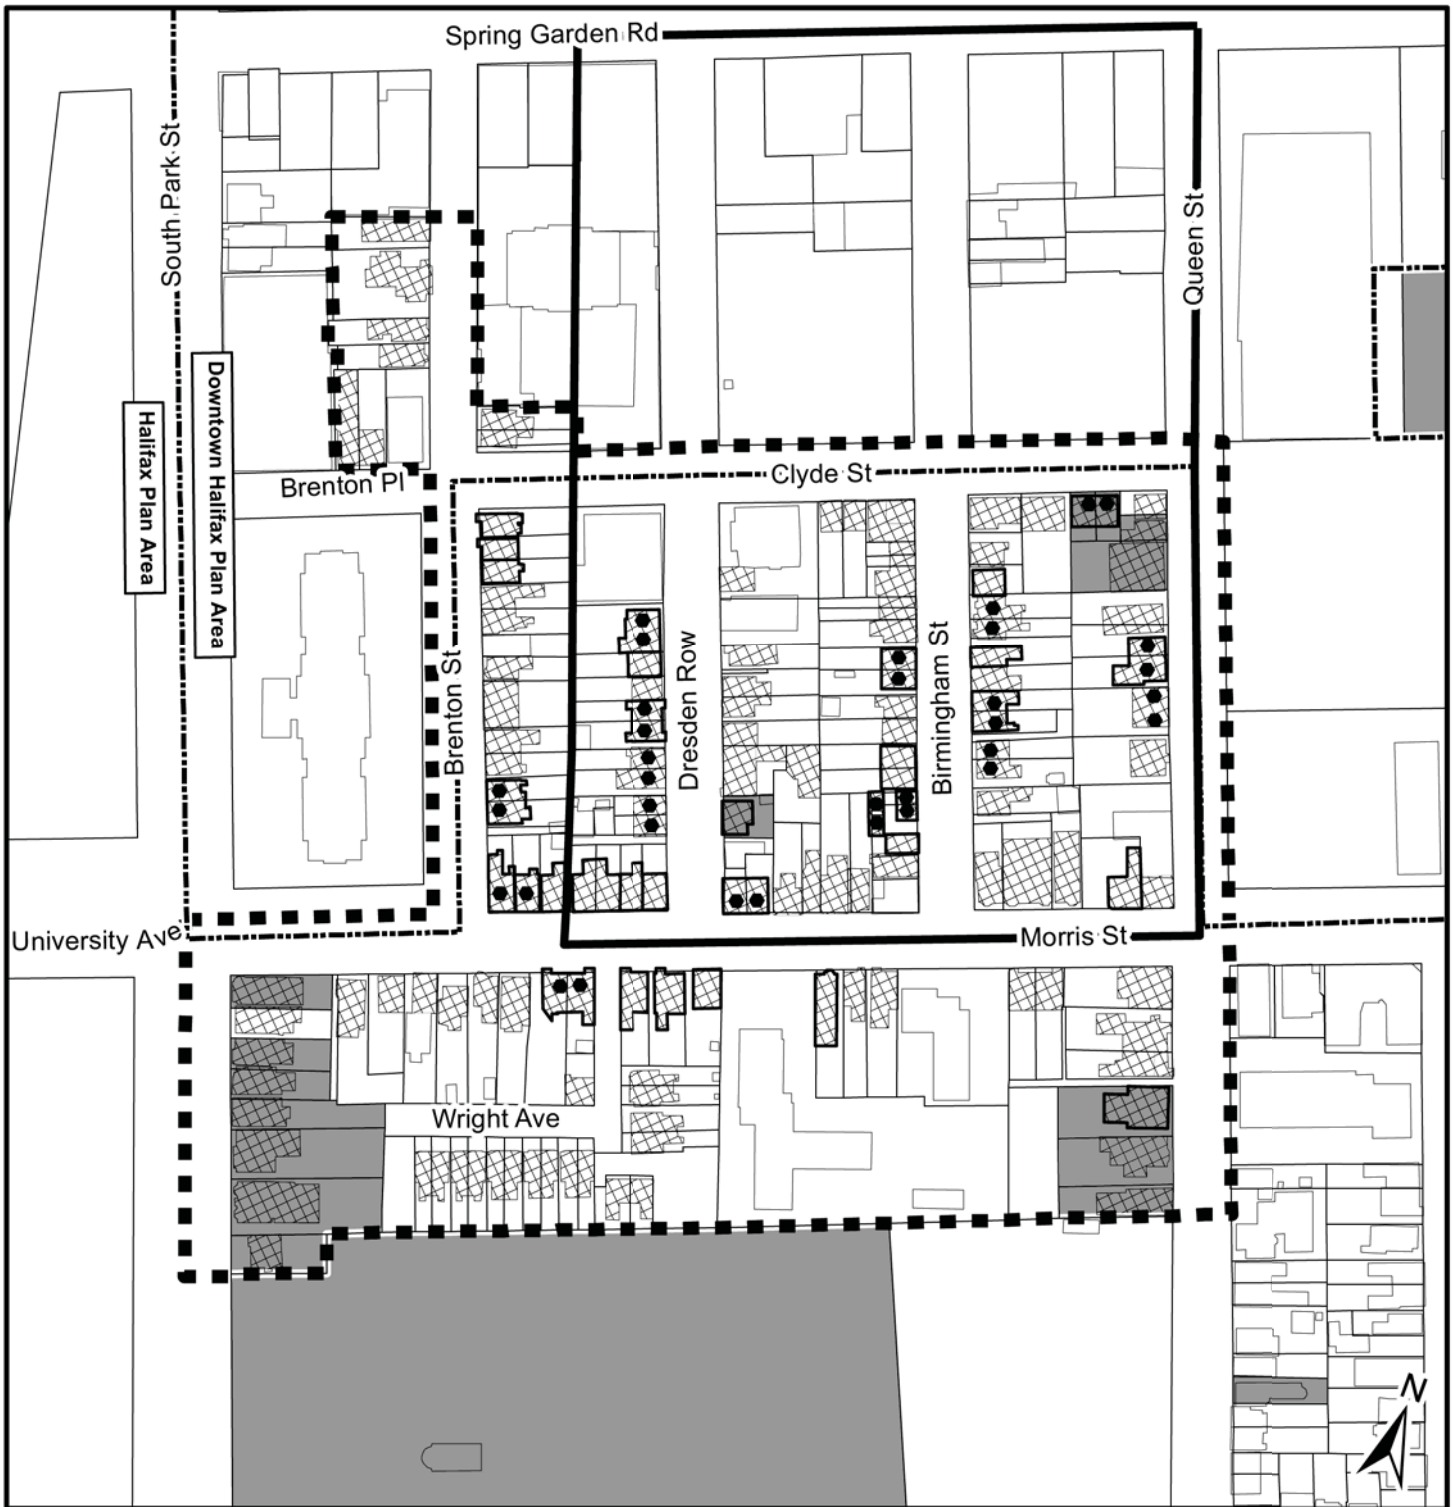 Spring Garden Rd
South Park St
Queen St
Halifax Plan Area
Downtown Halifax Plan Area
Brenton Pl
Clyde St
Brenton St
Dresden Row
Birmingham St
University Ave
Morris St
Wright Ave
N